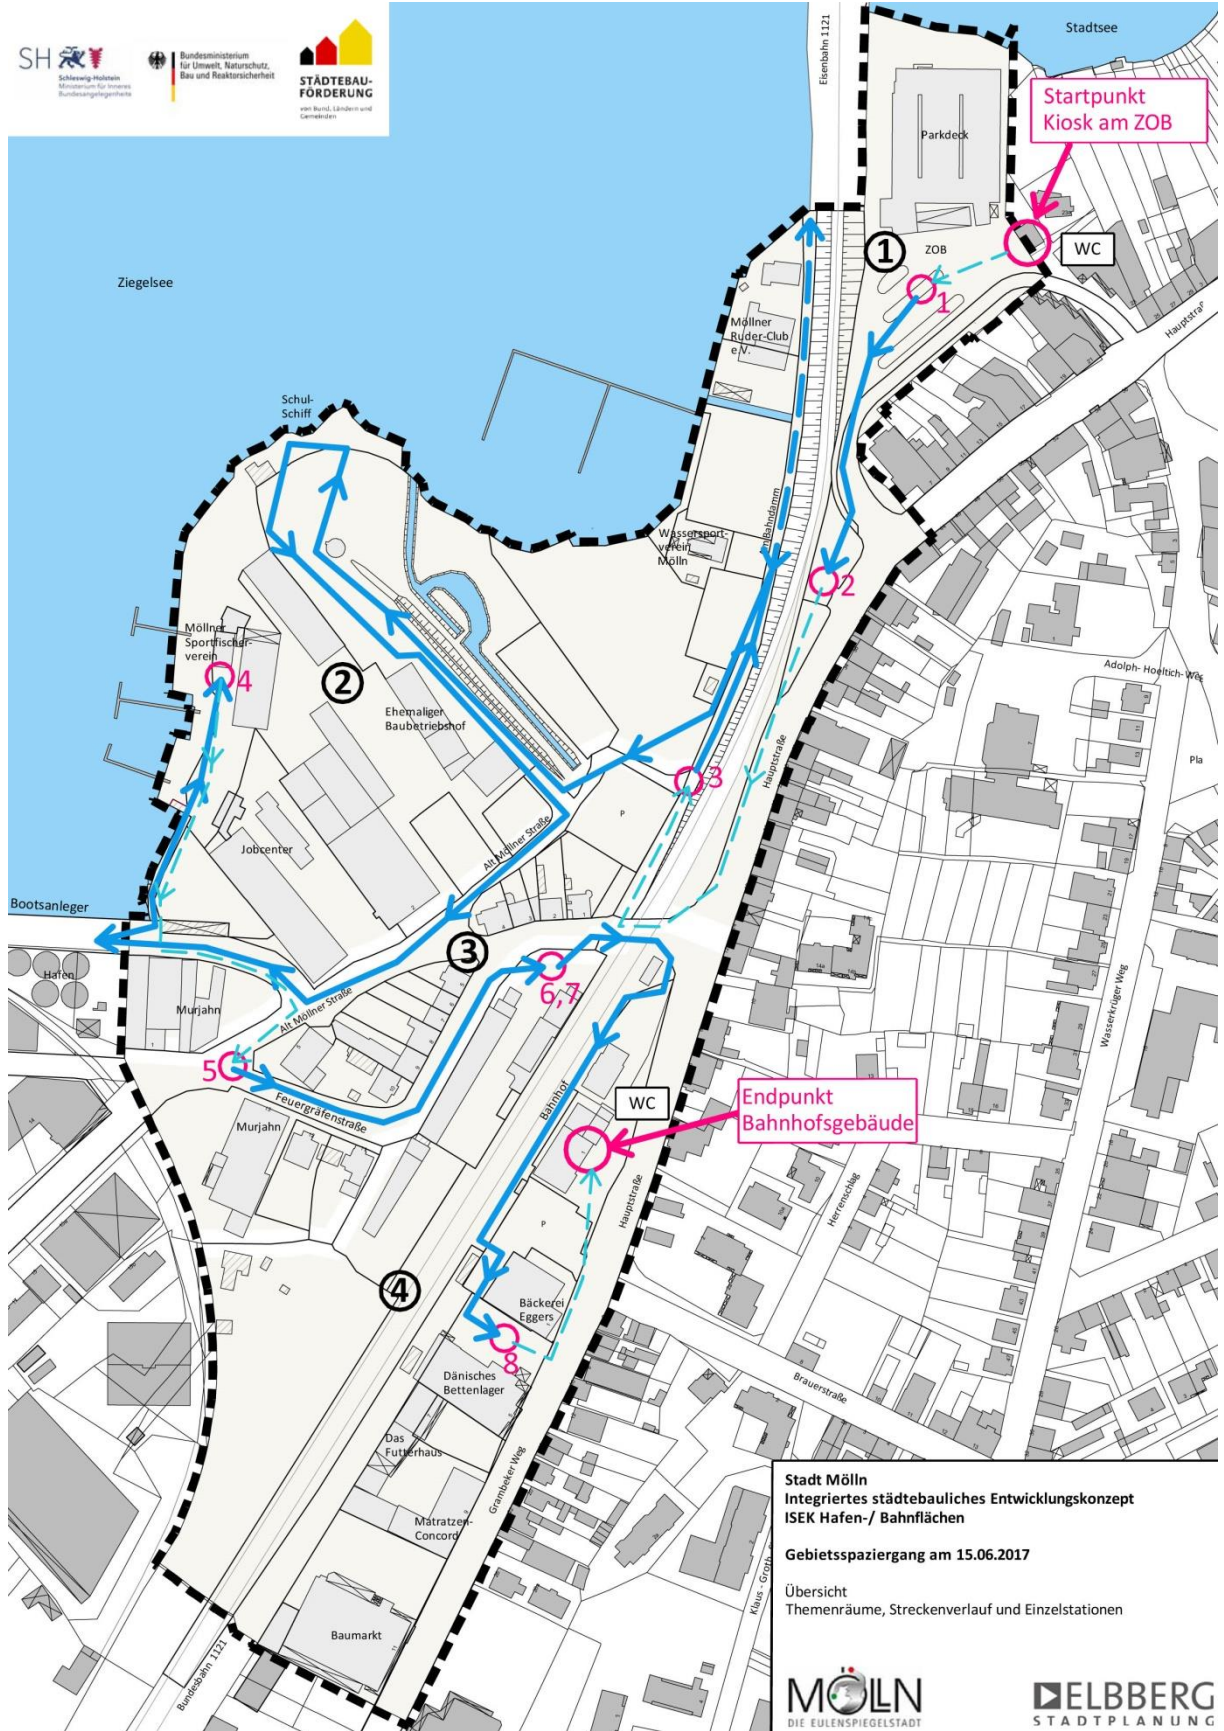 SH
Schleswig-Holstein
Ministerium für Inneres
Bundesangelegenheiten
Bundesministerium
für Umwelt, Naturschutz,
Bau und Reaktorsicherheit
STÄDTEBAU-
FÖRDERUNG
von Bund, Ländern und
Gemeinden
Eisenbahn 1121
Stadtsee
Startpunkt
Kiosk am ZOB
Parkdeck
WC
ZOB
1
1
Hauptstraß
Ziegelsee
Möllner
Ruder-Club
e.V.
Schul-
Schiff
m Bahndamm
Wassersport-
verein
Mölln
2
Möllner
Sportfischer-
verein
4
2
Ehemaliger
Baubetriebshof
Adolph- Hoeltich-Weg
Pla
Hauptstraße
3
P
Jobcenter
Alt Möllner Straße
Bootsanleger
3
Hafen
6,7
Murjahn
Alt Möllner Straße
Wasserkrüger Weg
5
Feuergräfenstraße
Bahnhof
WC
Endpunkt
Bahnhofsgebäude
Murjahn
Hauptstraße
Herrenschlag
P
4
Bäckerei
Eggers
8
Dänisches
Bettenlager
Brauerstraße
Das
Futterhaus
Grambeker Weg
Matratzen-
Concord
Klaus - Groth-
Baumarkt
Bundesbahn 1121
Stadt Mölln
Integriertes städtebauliches Entwicklungskonzept
ISEK Hafen-/ Bahnflächen
Gebietsspaziergang am 15.06.2017
Übersicht
Themenräume, Streckenverlauf und Einzelstationen
MÖLLN
DIE EULENSPIEGELSTADT
ELBBERG
STADTPLANUNG